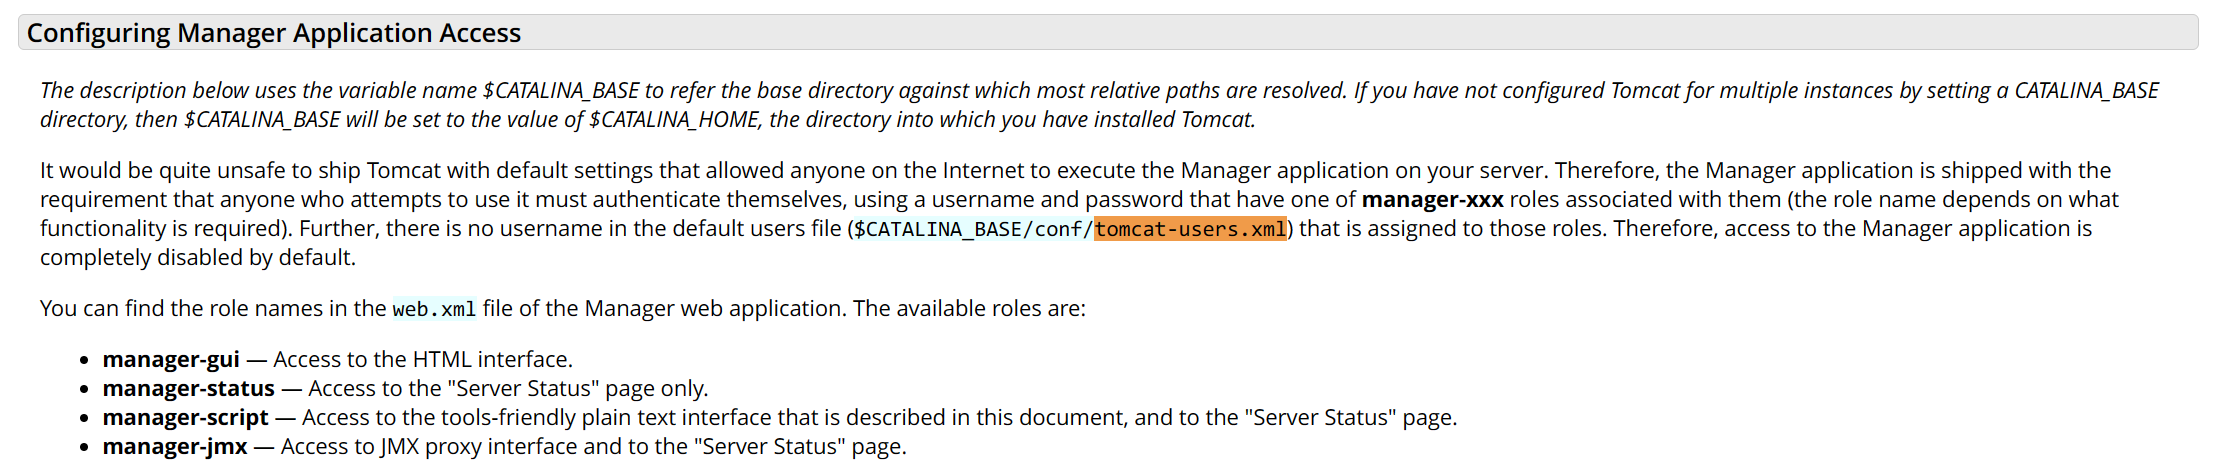 Configuring Manager Application Access
The description below uses the variable name $CATALINA_BASE to refer the base directory against which most relative paths are resolved. If you have not configured Tomcat for multiple instances by setting a CATALINA_BASE
directory, then $CATALINA_BASE will be set to the value of $CATALINA_HOME, the directory into which you have installed Tomcat.
It would be quite unsafe to ship Tomcat with default settings that allowed anyone on the Internet to execute the Manager application on your server. Therefore, the Manager application is shipped with the
requirement that anyone who attempts to use it must authenticate themselves, using a username and password that have one of manager-xxx roles associated with them (the role name depends on what
functionality is required). Further, there is no username in the default users file ($CATALINA_BASE/conf/tomcat-users.xml) that is assigned to those roles. Therefore, access to the Manager application is
completely disabled by default.
You can find the role names in the web.xml file of the Manager web application. The available roles are:
• manager-gui — Access to the HTML interface.
• manager-status — Access to the "Server Status" page only.
• manager-script — Access to the tools-friendly plain text interface that is described in this document, and to the "Server Status" page.
• manager-jmx — Access to JMX proxy interface and to the "Server Status" page.